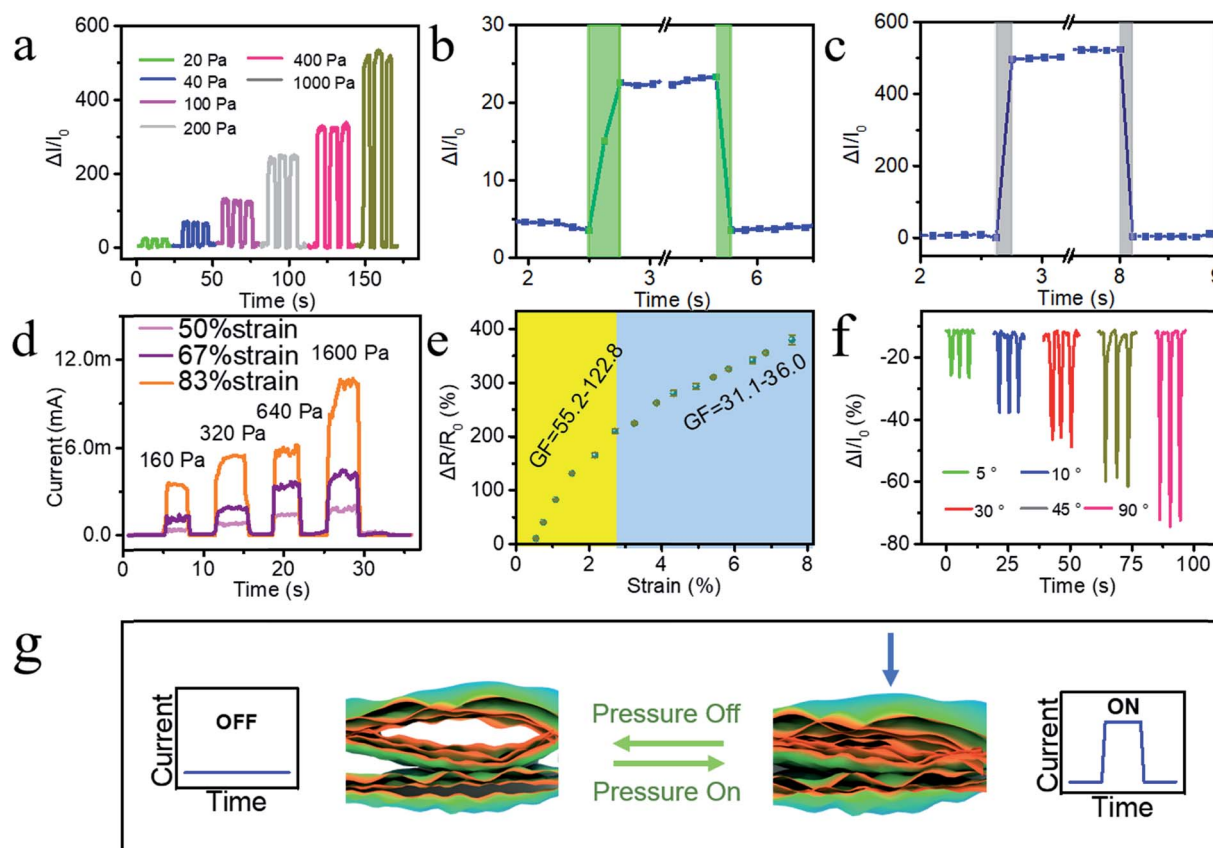 a
600
400
200
0
ΔI/I₀
20 Pa
40 Pa
100 Pa
200 Pa
400 Pa
1000 Pa
0 50 100 150
Time (s)
b
30
20
10
0
ΔI/I₀
2 3 6
Time (s)
c
600
400
200
0
ΔI/I₀
2 3 8 9
Time (s)
d
50%strain
67%strain
83%strain
12.0m
6.0m
0.0
Current (mA)
160 Pa
320 Pa
640 Pa
1600 Pa
0 10 20 30
Time (s)
e
400
300
200
100
0
ΔR/R₀ (%)
GF=55.2-122.8
GF=31.1-36.0
0 2 4 6 8
Strain (%)
f
-20
-40
-60
-80
ΔI/I₀ (%)
5 °
10 °
30 °
45 °
90 °
0 25 50 75 100
Time (s)
g
Current
OFF
Time
Pressure Off
Pressure On
Current
ON
Time